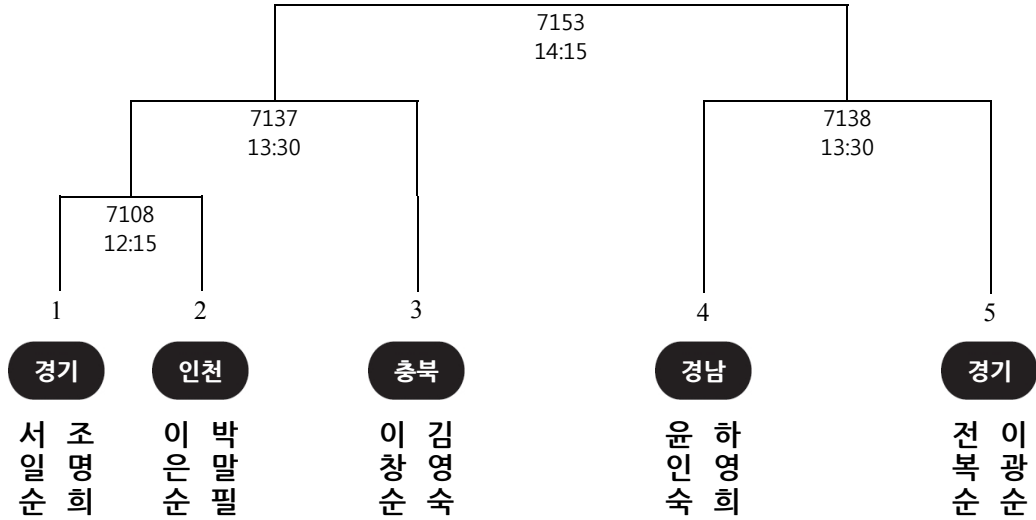 7153
14:15
7137
13:30
7138
13:30
7108
12:15
1
2
3
4
5
경기
인천
충북
경남
경기
서일순
조명희
이은순
박말필
이창순
김영숙
윤인숙
하영희
전복순
이광순